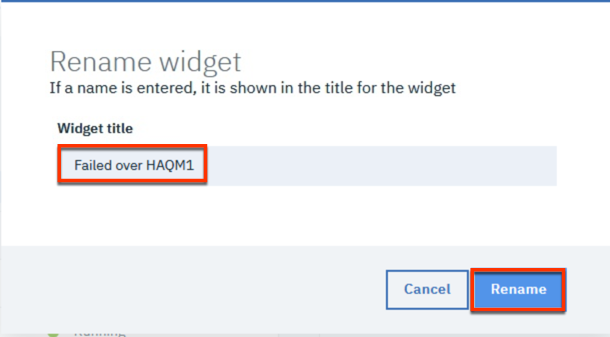 Rename widget
If a name is entered, it is shown in the title for the widget
Widget title
Failed over HAQM1
Cancel
Rename
Running